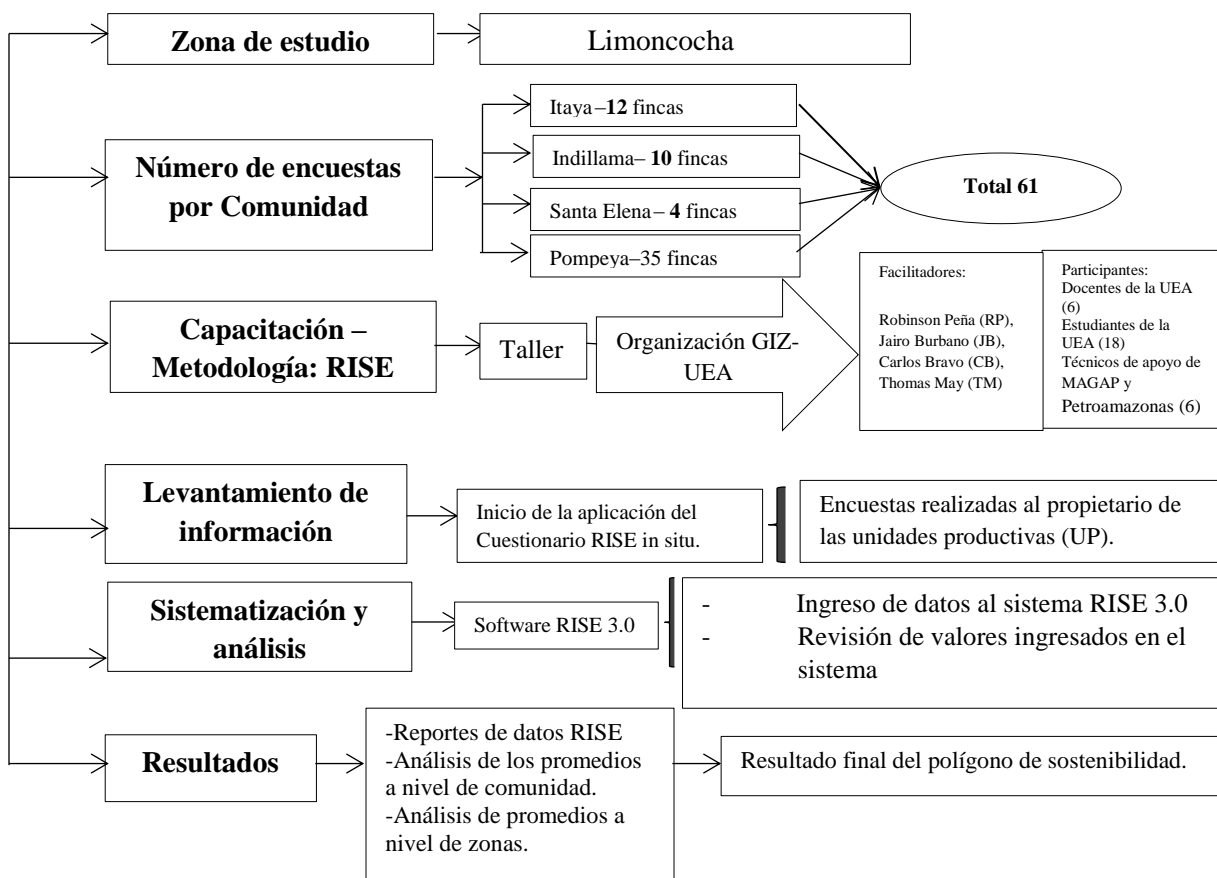 Zona de estudio
Limoncocha
Número de encuestas
por Comunidad
Itaya–12 fincas
Indillama– 10 fincas
Santa Elena– 4 fincas
Pompeya–35 fincas
Total 61
Capacitación –
Metodología: RISE
Taller
Organización GIZ-
UEA
Facilitadores:
Robinson Peña (RP),
Jairo Burbano (JB),
Carlos Bravo (CB),
Thomas May (TM)
Participantes:
Docentes de la UEA
(6)
Estudiantes de la
UEA (18)
Técnicos de apoyo de
MAGAP y
Petroamazonas (6)
Levantamiento de
información
Inicio de la aplicación del
Cuestionario RISE in situ.
Encuestas realizadas al propietario de
las unidades productivas (UP).
Sistematización y
análisis
Software RISE 3.0
- Ingreso de datos al sistema RISE 3.0
- Revisión de valores ingresados en el
sistema
Resultados
-Reportes de datos RISE
-Análisis de los promedios
a nivel de comunidad.
-Análisis de promedios a
nivel de zonas.
Resultado final del polígono de sostenibilidad.